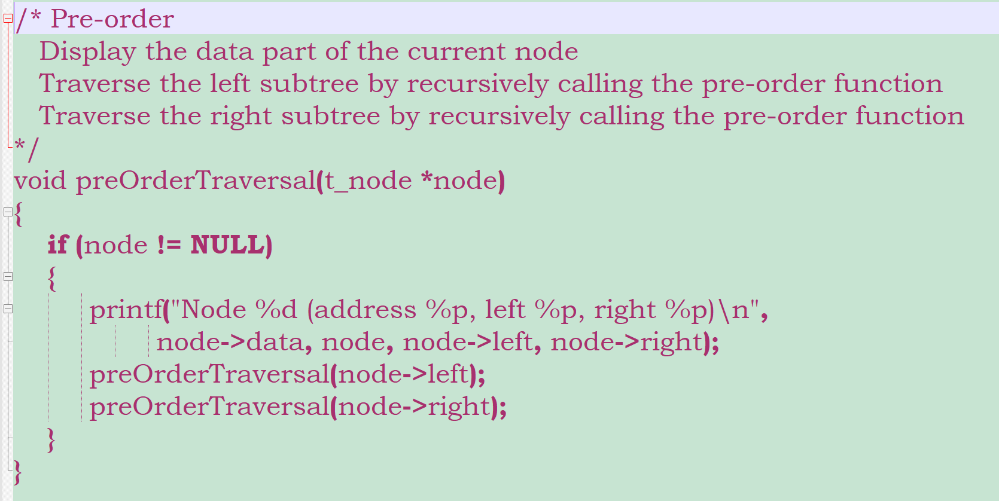 /* Pre-order
Display the data part of the current node
Traverse the left subtree by recursively calling the pre-order function
Traverse the right subtree by recursively calling the pre-order function
*/
void preOrderTraversal(t_node *node)
{
if (node != NULL)
{
printf("Node %d (address %p, left %p, right %p)\n",
node->data, node, node->left, node->right);
preOrderTraversal(node->left);
preOrderTraversal(node->right);
}
}